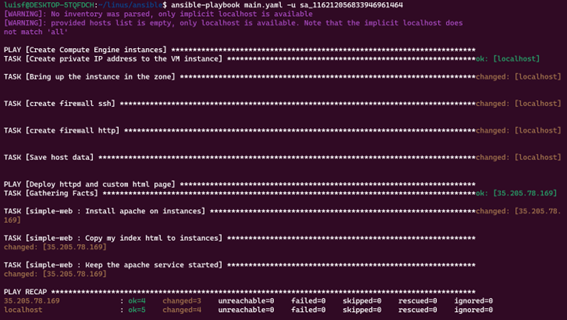 luisf@DESKTOP-5TQFDCH:~/linux/ansible$ ansible-playbook main.yaml -u sa_116212056833946961464
[WARNING]: No inventory was parsed, only implicit localhost is available
[WARNING]: provided hosts list is empty, only localhost is available. Note that the implicit localhost does
not match 'all'
PLAY [Create Compute Engine instances] ****************************************************************
TASK [Create private IP address to the VM instance] ***************************************************ok: [localhost]
TASK [Bring up the instance in the zone] **************************************************************changed: [localhost]
TASK [create firewall ssh] ****************************************************************************changed: [localhost]
TASK [create firewall http] ***************************************************************************changed: [localhost]
TASK [Save host data] *********************************************************************************changed: [localhost]
PLAY [Deploy httpd and custom html page] **************************************************************
TASK [Gathering Facts] ********************************************************************************ok: [35.205.78.169]
TASK [simple-web : Install apache on instances] *******************************************************changed: [35.205.78.
169]
TASK [simple-web : Copy my index html to instances] ***************************************************
changed: [35.205.78.169]
TASK [simple-web : Keep the apache service started] ***************************************************
changed: [35.205.78.169]
PLAY RECAP ********************************************************************************************
35.205.78.169 : ok=4 changed=3 unreachable=0 failed=0 skipped=0 rescued=0 ignored=0
localhost : ok=5 changed=4 unreachable=0 failed=0 skipped=0 rescued=0 ignored=0